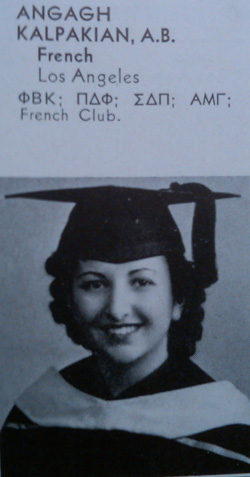 ANGAGH
KALPAKIAN, A.B.
French
Los Angeles
ΦΒΚ; ΠΔΦ; ΣΔΠ; ΑΜΓ;
French Club.